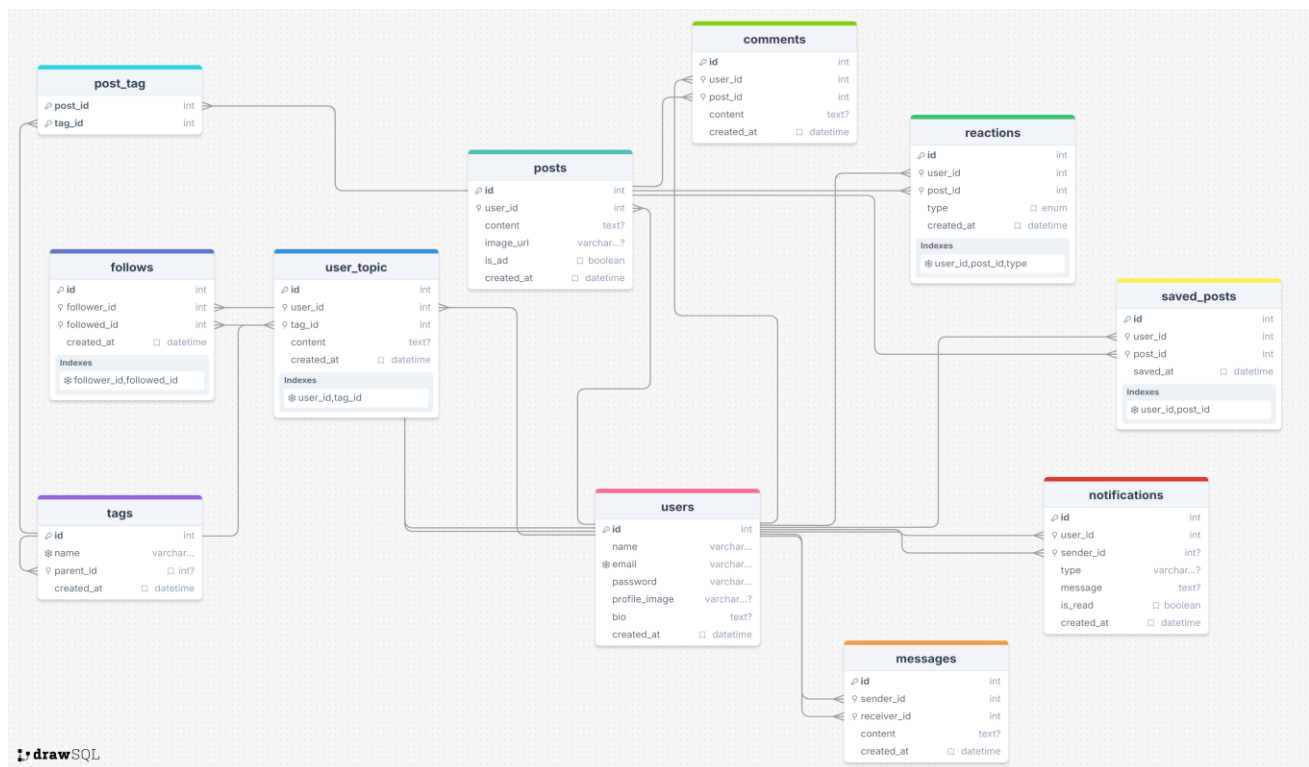 comments
id int
user_id int
post_id int
content text?
created_at datetime
post_tag
post_id int
tag_id int
reactions
id int
user_id int
post_id int
type enum
created_at datetime
Indexes
user_id,post_id,type
posts
id int
user_id int
content text?
image_url varchar...?
is_ad boolean
created_at datetime
follows
id int
follower_id int
followed_id int
created_at datetime
Indexes
follower_id,followed_id
user_topic
id int
user_id int
tag_id int
content text?
created_at datetime
Indexes
user_id,tag_id
saved_posts
id int
user_id int
post_id int
saved_at datetime
Indexes
user_id,post_id
tags
id int
name varchar...
parent_id int?
created_at datetime
users
id int
name varchar...
email varchar...
password varchar...
profile_image varchar...?
bio text?
created_at datetime
notifications
id int
user_id int
sender_id int?
type varchar...?
message text?
is_read boolean
created_at datetime
messages
id int
sender_id int
receiver_id int
content text?
created_at datetime
drawSQL